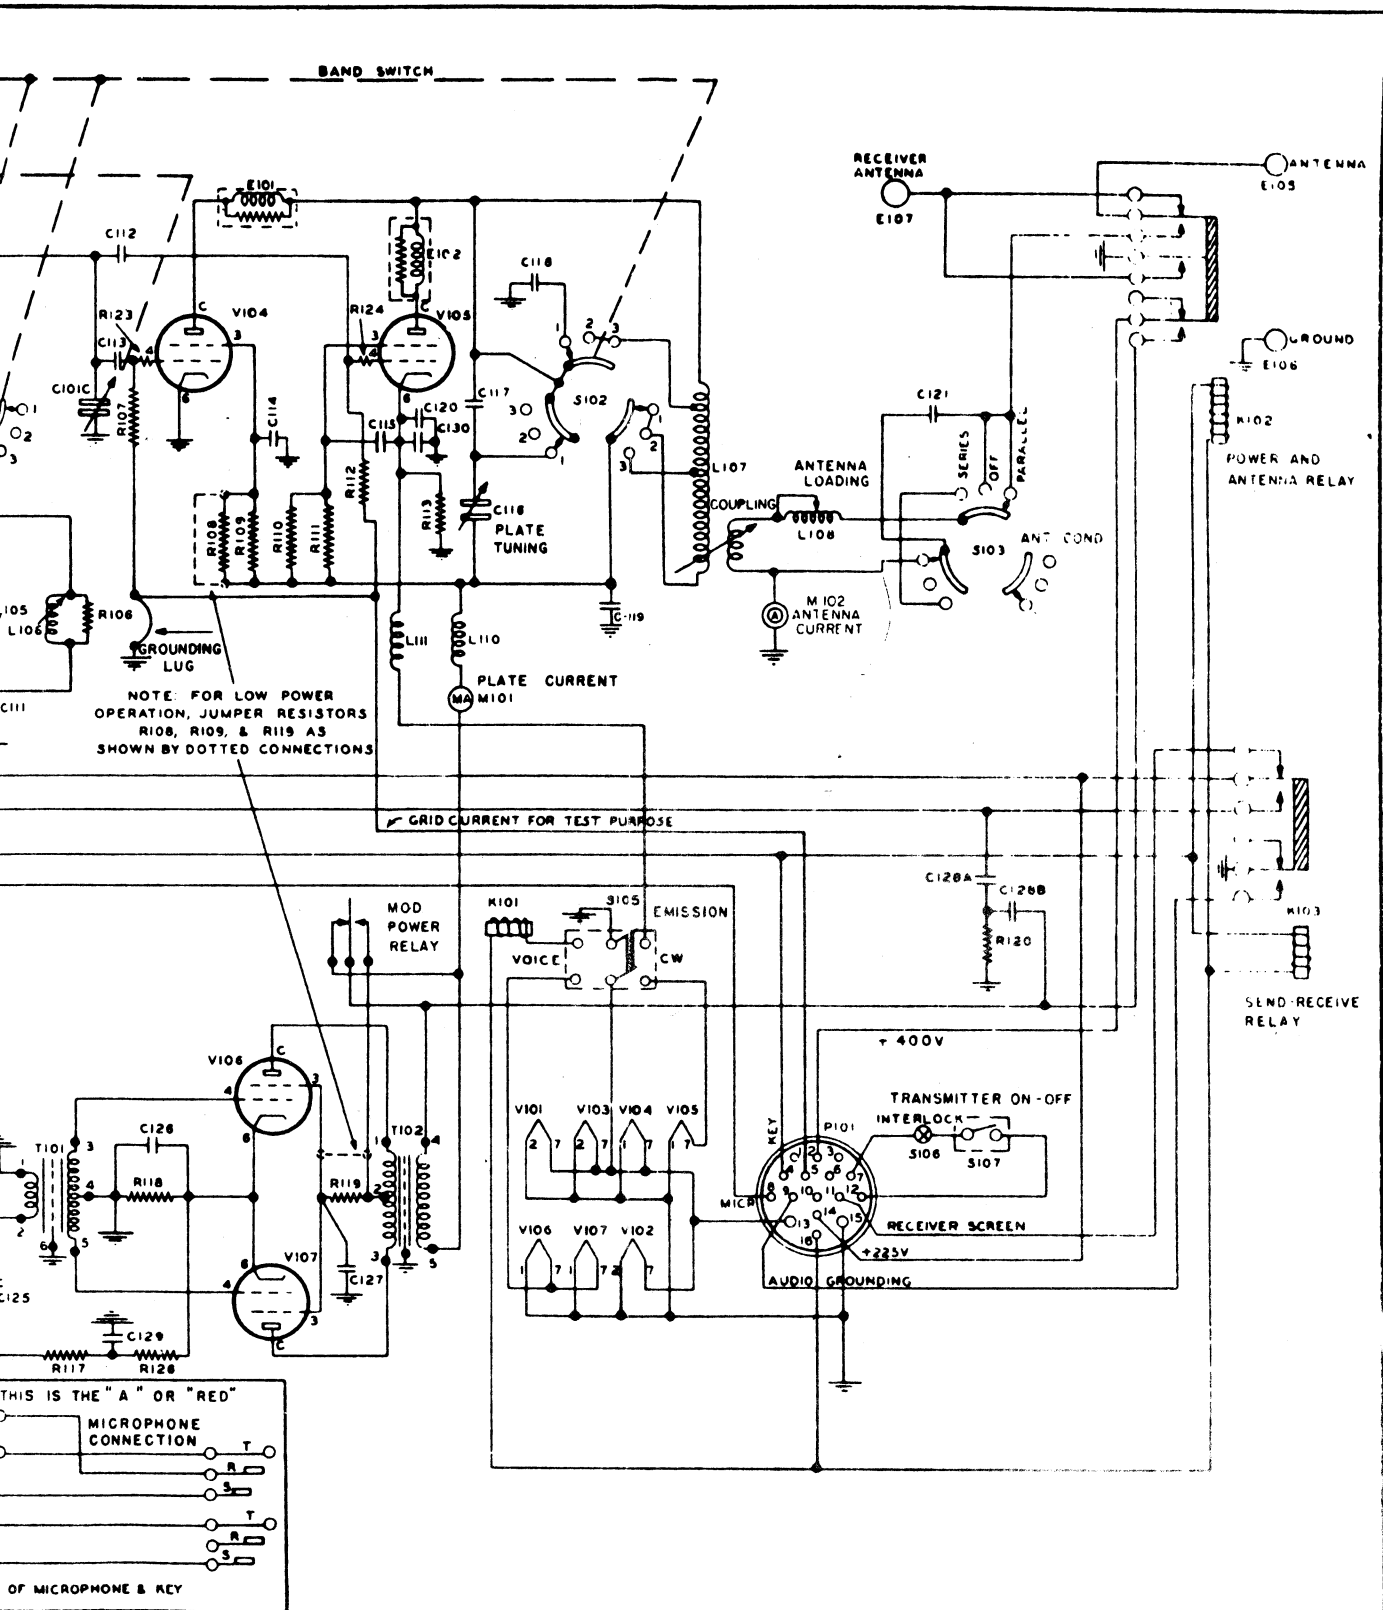 BAND SWITCH
RECEIVER
ANTENNA
E107
ANTENNA
E105
E101
C112
E102
C118
R123
V104
R124
V105
C113
C101C
R107
C114
C115
C120
C130
C117
S102
C121
GROUND
E106
K102
POWER AND
ANTENNA RELAY
SERIES
OFF
PARALLEL
L107
ANTENNA
LOADING
COUPLING
L108
R108
R109
R110
R111
R112
R113
C116
PLATE
TUNING
S103
ANT COND
L106
R106
GROUNDING
LUG
L111
L110
C119
M102
ANTENNA
CURRENT
PLATE CURRENT
MA M101
C111
NOTE: FOR LOW POWER
OPERATION, JUMPER RESISTORS
R108, R109, & R119 AS
SHOWN BY DOTTED CONNECTIONS
GRID CURRENT FOR TEST PURPOSE
MOD
POWER
RELAY
K101
S105
EMISSION
VOICE
CW
C128A
C128B
R120
K103
SEND-RECEIVE
RELAY
+ 400V
V106
T101
C126
R118
R119
T102
V107
C127
C125
C129
R117
R126
V101
V103
V104
V105
V106
V107
V102
KEY
P101
MICR
TRANSMITTER ON-OFF
INTERLOCK
S106
S107
RECEIVER SCREEN
+225V
AUDIO GROUNDING
THIS IS THE "A" OR "RED"
MICROPHONE
CONNECTION
T
R
S
T
R
S
OF MICROPHONE & KEY